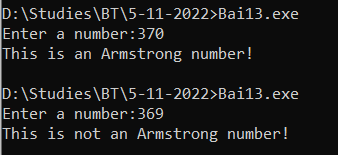 D:\Studies\BT\5-11-2022>Bai13.exe
Enter a number:370
This is an Armstrong number!
D:\Studies\BT\5-11-2022>Bai13.exe
Enter a number:369
This is not an Armstrong number!